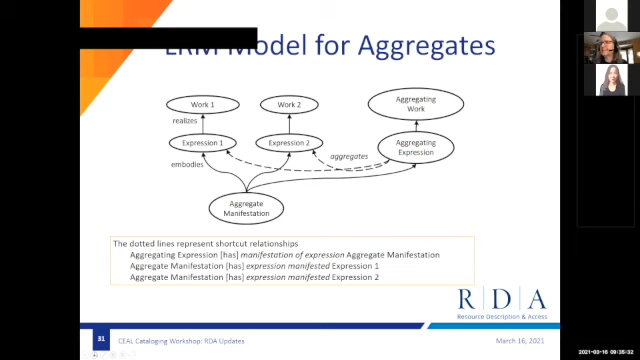 LRM Model for Aggregates
Work 1
Work 2
Aggregating
Work
realizes
Expression 1
Expression 2
Aggregating
Expression
aggregates
embodies
Aggregate
Manifestation
The dotted lines represent shortcut relationships
Aggregating Expression [has] manifestation of expression Aggregate Manifestation
Aggregate Manifestation [has] expression manifested Expression 1
Aggregate Manifestation [has] expression manifested Expression 2
R D A
Resource Description & Access
31
CEAL Cataloging Workshop: RDA Updates
March 16, 2021
2021-03-16 09:35:32